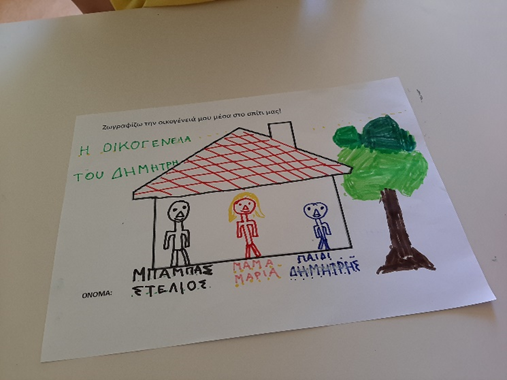 Ζωγραφίζω την οικογένειά μου μέσα στο σπίτι μας!
Η ΟΙΚΟΓΕΝΕΙΑ
ΤΟΥ ΔΗΜΗΤΡΗ
ΜΠΑΜΠΑΣ
ΣΤΕΛΙΟΣ
ΜΑΜΑ
ΜΑΡΙΑ
ΠΑΙΔΙ
ΔΗΜΗΤΡΗΣ
ΟΝΟΜΑ: